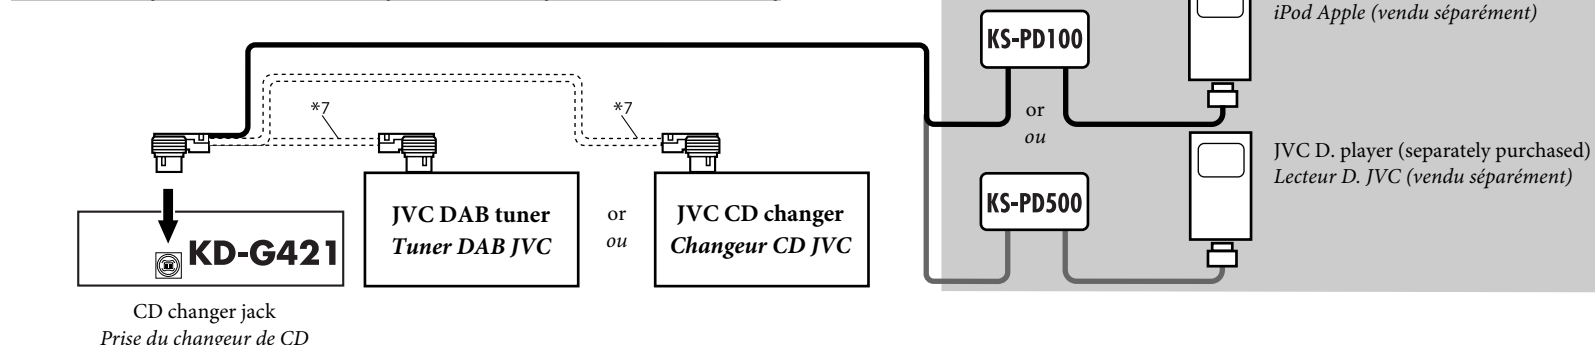 iPod Apple (vendu séparément)
KS-PD100
*7
*7
or
ou
JVC D. player (separately purchased)
Lecteur D. JVC (vendu séparément)
KS-PD500
JVC DAB tuner
Tuner DAB JVC
or
ou
JVC CD changer
Changeur CD JVC
KD-G421
CD changer jack
Prise du changeur de CD